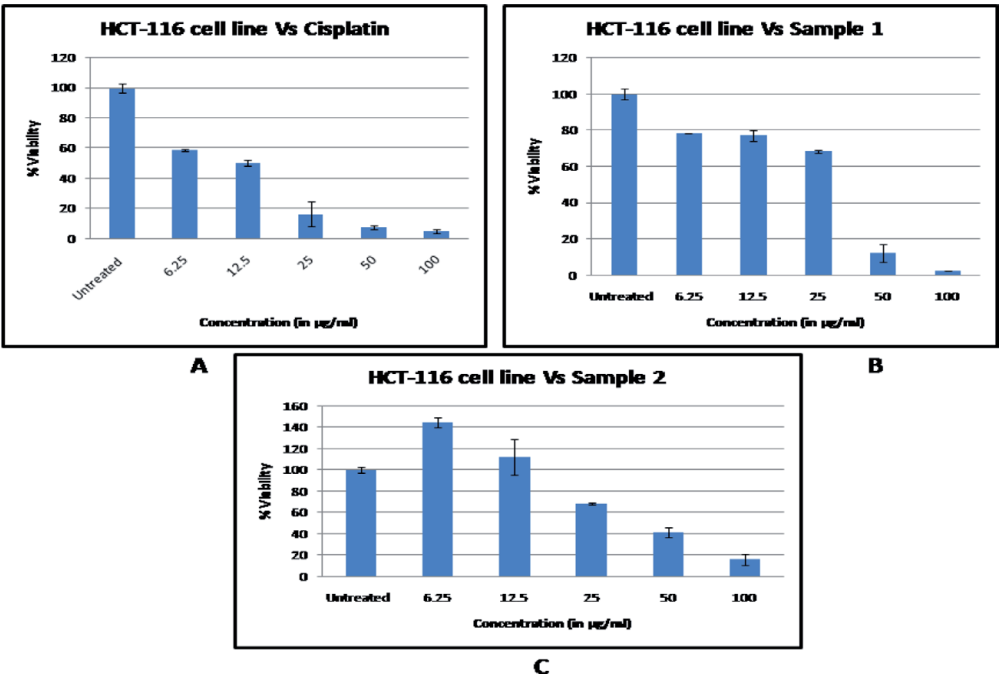 HCT-116 cell line Vs Cisplatin
120
100
80
60
40
20
0
% Viability
Untreated 6.25 12.5 25 50 100
Concentration (in µg/ml)
A
HCT-116 cell line Vs Sample 1
120
100
80
60
40
20
0
% Viability
Untreated 6.25 12.5 25 50 100
Concentration (in µg/ml)
B
HCT-116 cell line Vs Sample 2
160
140
120
100
80
60
40
20
0
% Viability
Untreated 6.25 12.5 25 50 100
Concentration (in µg/ml)
C